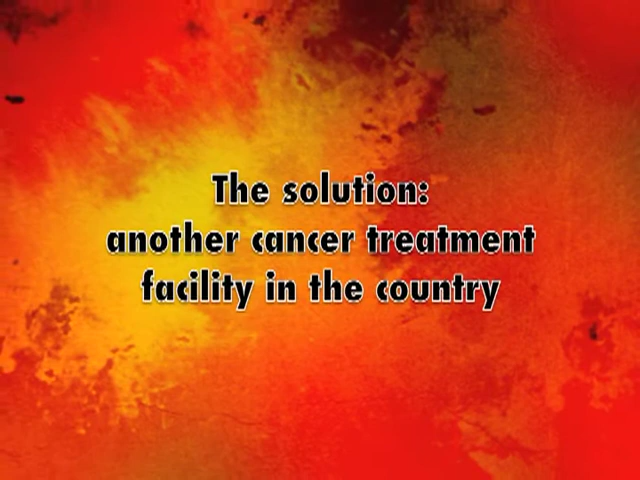 The solution:
another cancer treatment
facility in the country